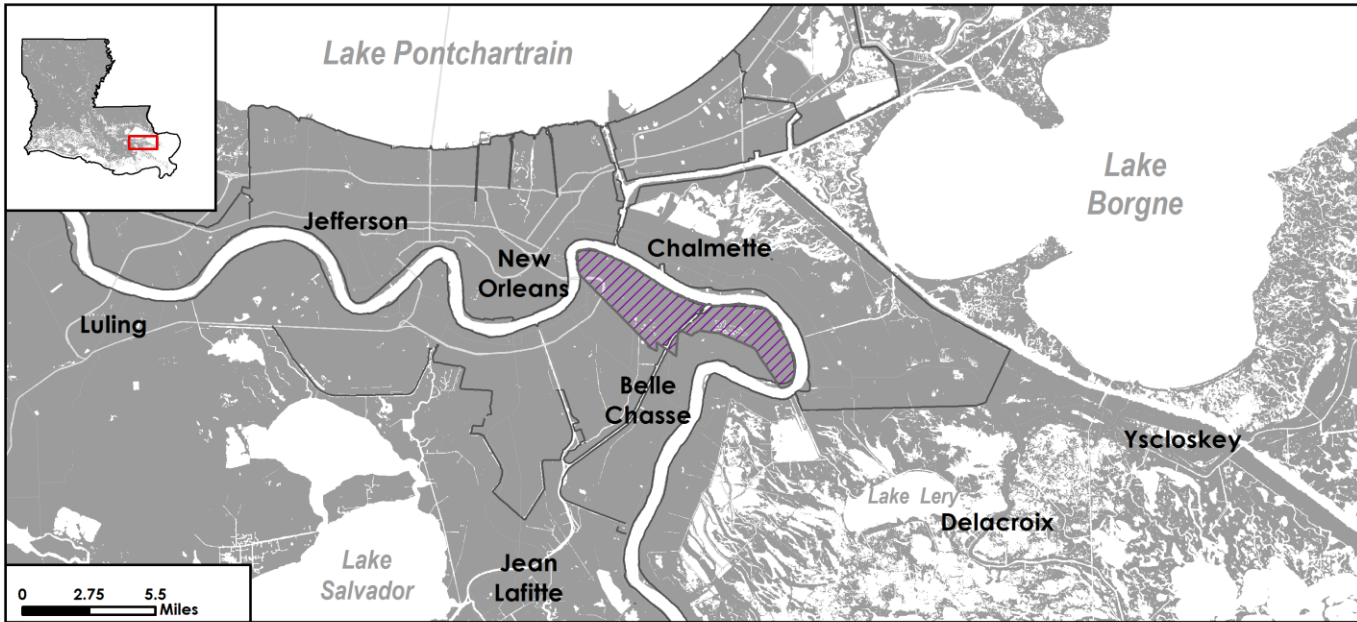 Lake Pontchartrain
Lake
Borgne
Jefferson
New
Orleans
Chalmette
Luling
Belle
Chasse
Yscloskey
Lake Lery
Delacroix
Lake
Salvador
Jean
Lafitte
0 2.75 5.5
Miles